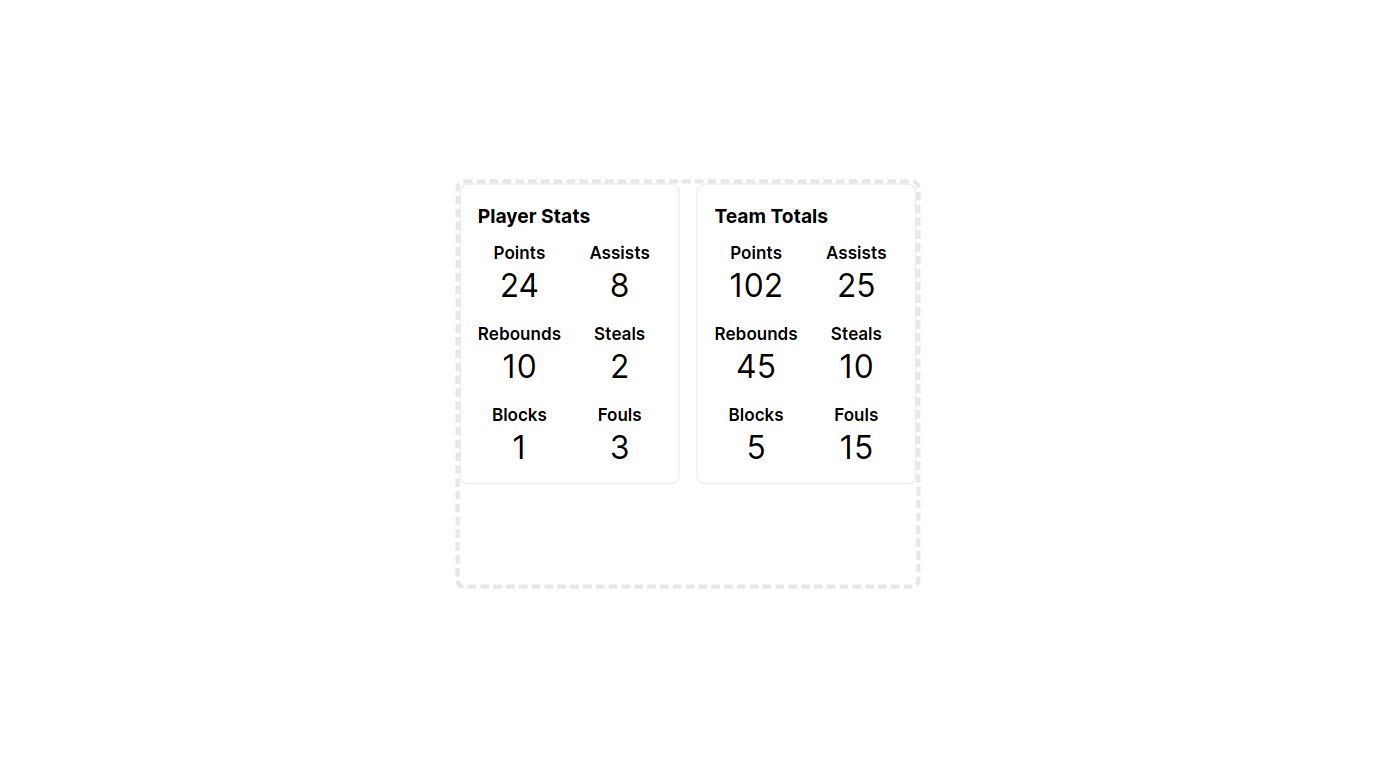 Player Stats
Points Assists
24 8
Rebounds Steals
10 2
Blocks Fouls
1 3
Team Totals
Points Assists
102 25
Rebounds Steals
45 10
Blocks Fouls
5 15